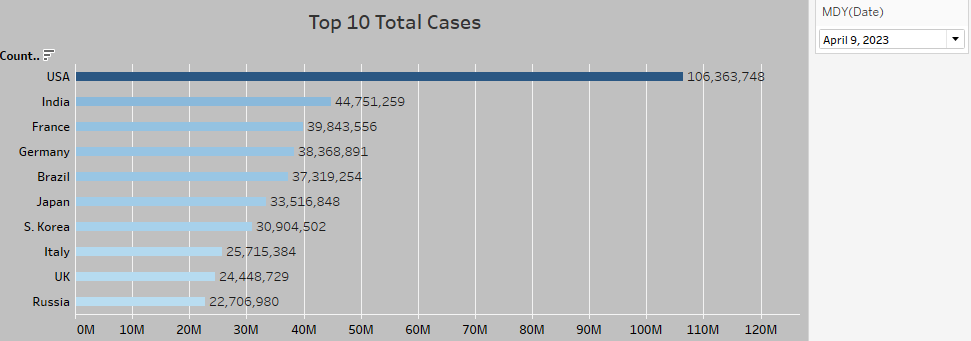 Top 10 Total Cases
MDY(Date)
April 9, 2023
Count..
USA 106,363,748
India 44,751,259
France 39,843,556
Germany 38,368,891
Brazil 37,319,254
Japan 33,516,848
S. Korea 30,904,502
Italy 25,715,384
UK 24,448,729
Russia 22,706,980
0M 10M 20M 30M 40M 50M 60M 70M 80M 90M 100M 110M 120M